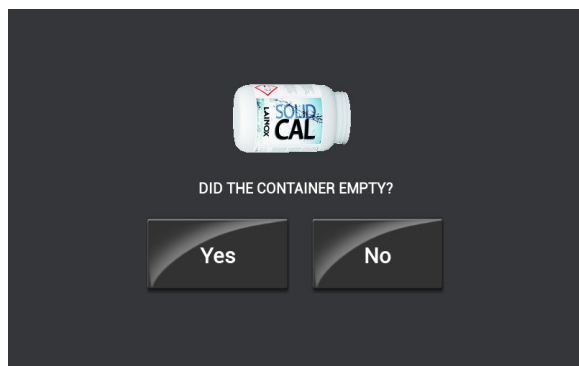 LAINOX
SOLID
CAL
DID THE CONTAINER EMPTY?
Yes
No